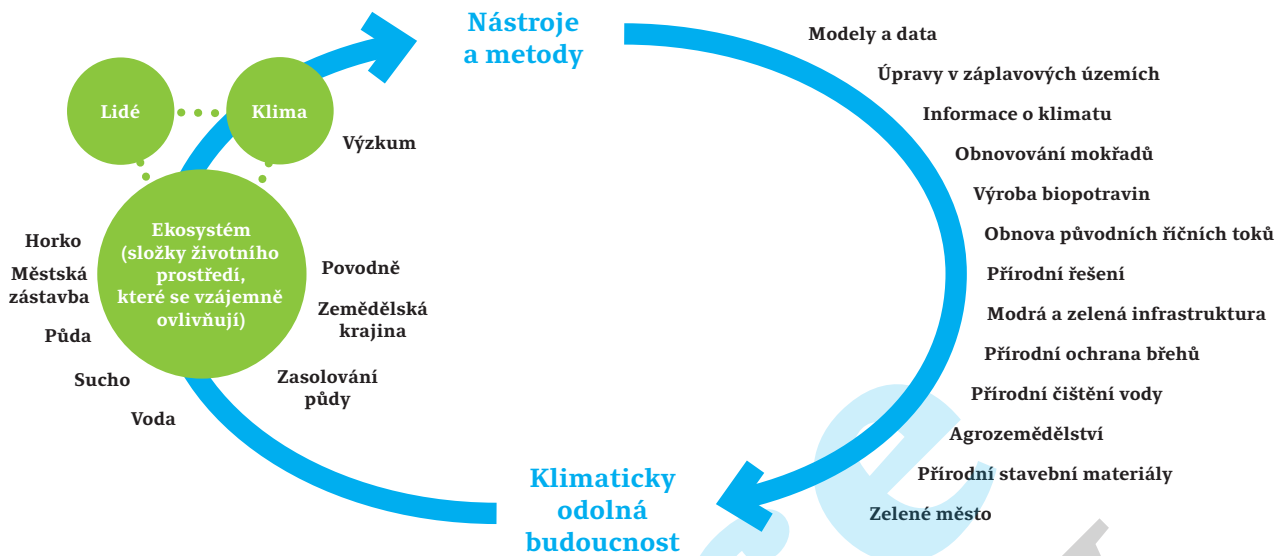 Nástroje
a metody
Lidé
Klima
Výzkum
Ekosystém
(složky životního
prostředí,
které se vzájemně
ovlivňují)
Horko
Městská
zástavba
Půda
Sucho
Voda
Povodně
Zemědělská
krajina
Zasolování
půdy
Klimaticky
odolná
budoucnost
Modely a data
Úpravy v záplavových územích
Informace o klimatu
Obnovování mokřadů
Výroba biopotravin
Obnova původních říčních toků
Přírodní řešení
Modrá a zelená infrastruktura
Přírodní ochrana břehů
Přírodní čištění vody
Agrozemědělství
Přírodní stavební materiály
Zelené město